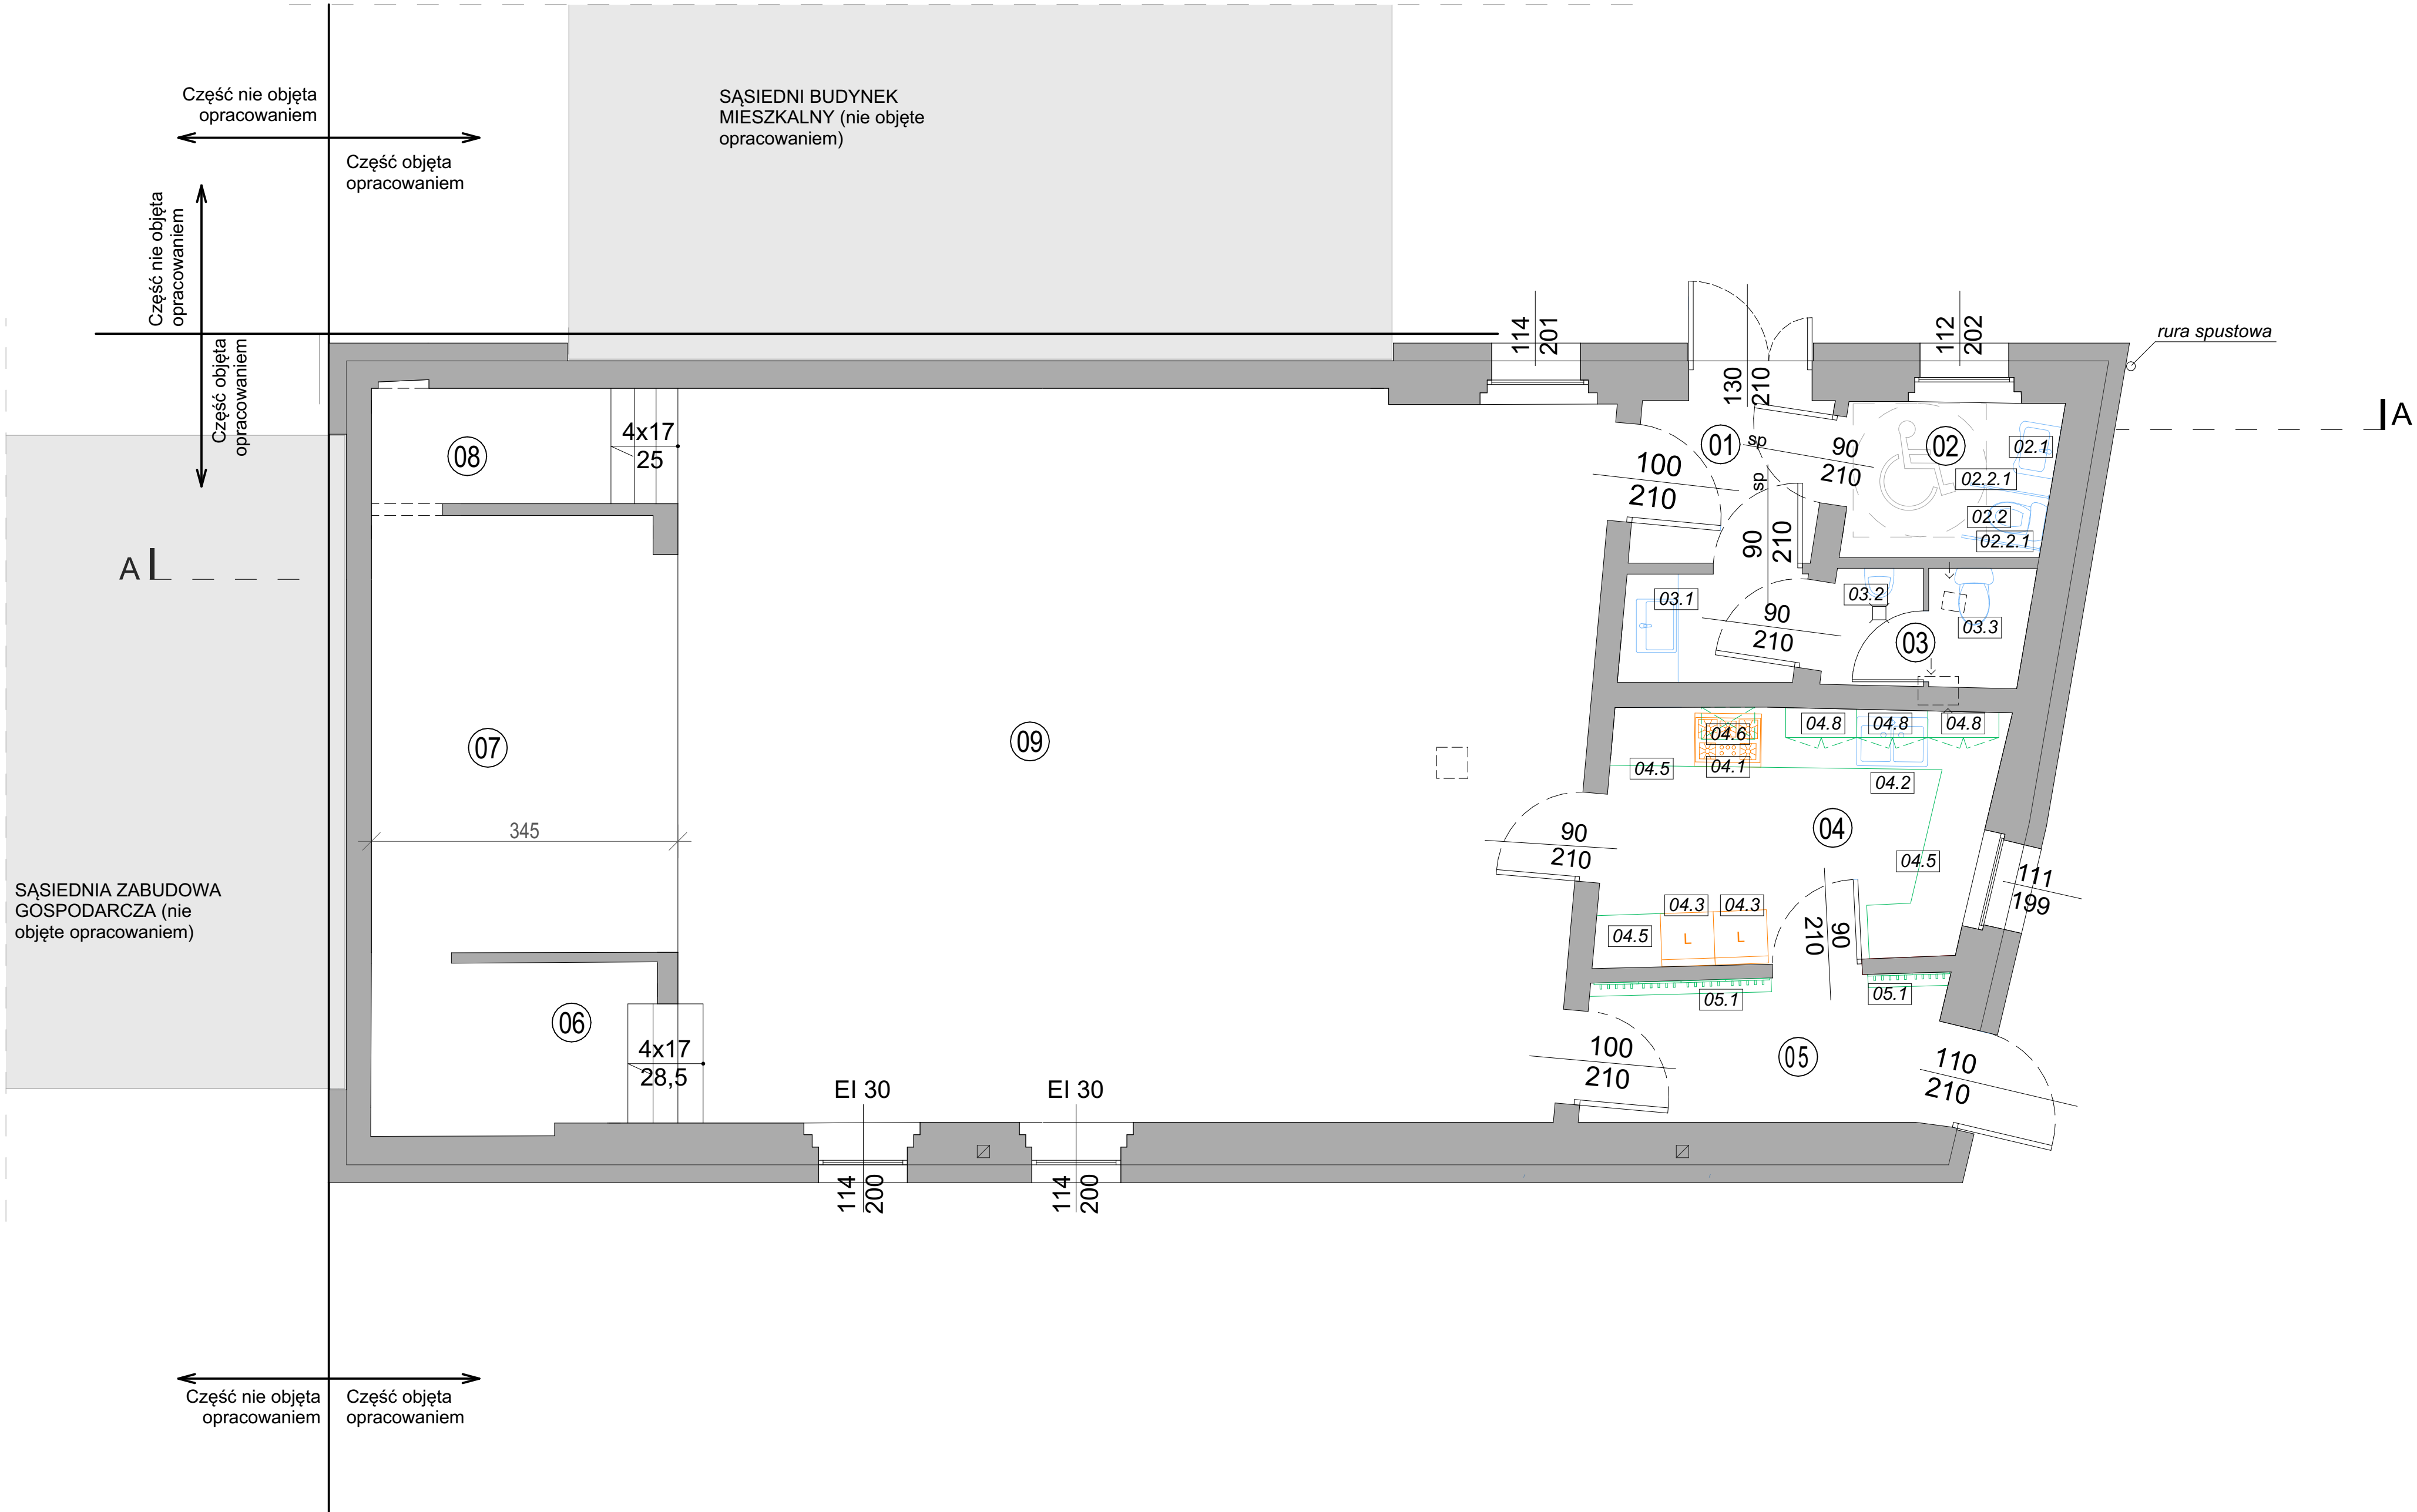 Część nie objęta
opracowaniem
Część objęta
opracowaniem
SĄSIEDNI BUDYNEK
MIESZKALNY (nie objęte
opracowaniem)
Część nie objęta
opracowaniem
Część objęta
opracowaniem
114
201
130
210
112
202
rura spustowa
A
A
01
sp
sp
90
210
02
02.1
02.2.1
02.2
02.2.1
100
210
90
210
08
4x17
25
03.1
90
210
03.2
03
03.3
07
09
345
04.6
04.1
04.8
04.8
04.8
04.5
04.2
04
04.5
90
210
111
199
04.3
04.3
04.5
L
L
90
210
05.1
05.1
SĄSIEDNIA ZABUDOWA
GOSPODARCZA (nie
objęte opracowaniem)
06
4x17
28,5
EI 30
EI 30
114
200
114
200
100
210
05
110
210
Część nie objęta
opracowaniem
Część objęta
opracowaniem